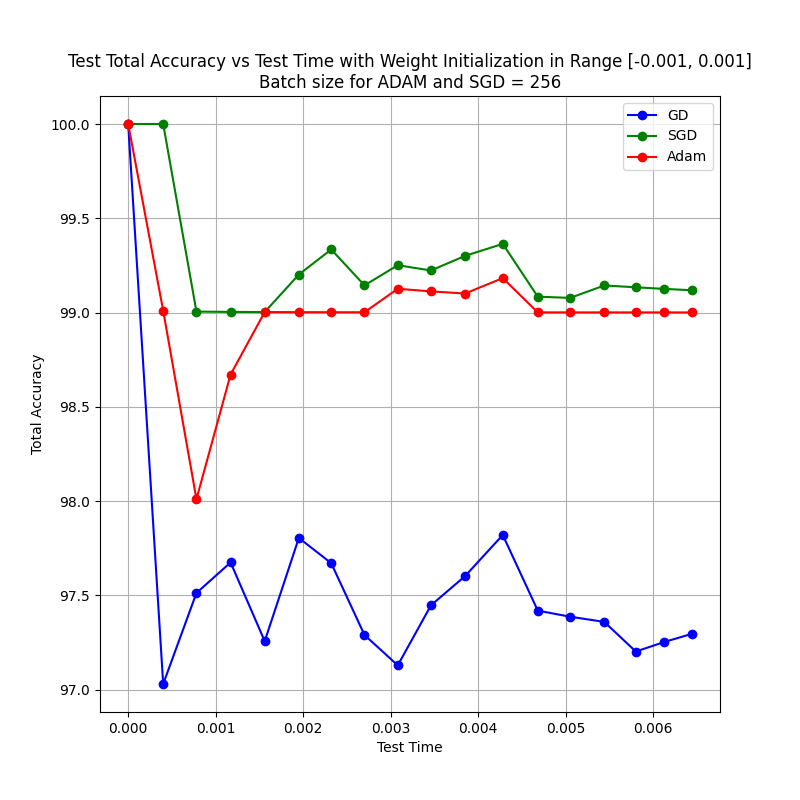 Test Total Accuracy vs Test Time with Weight Initialization in Range [-0.001, 0.001]
Batch size for ADAM and SGD = 256
GD
SGD
Adam
Total Accuracy
100.0
99.5
99.0
98.5
98.0
97.5
97.0
0.000 0.001 0.002 0.003 0.004 0.005 0.006
Test Time